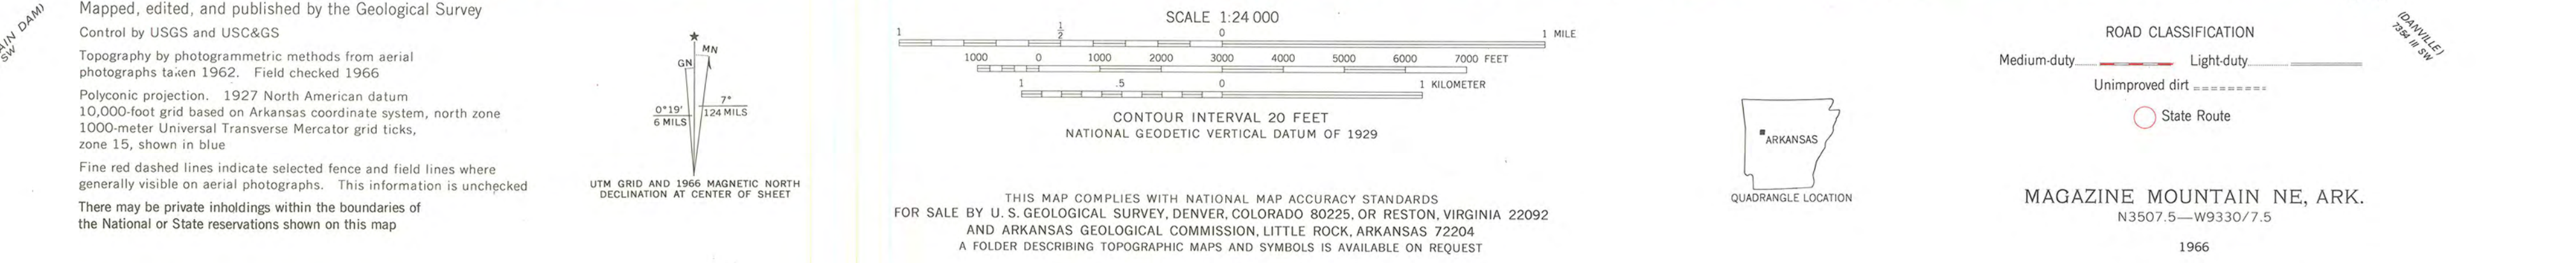 AIN DAM)
SW
Mapped, edited, and published by the Geological Survey
Control by USGS and USC&GS
Topography by photogrammetric methods from aerial
photographs taken 1962. Field checked 1966
Polyconic projection. 1927 North American datum
10,000-foot grid based on Arkansas coordinate system, north zone
1000-meter Universal Transverse Mercator grid ticks,
zone 15, shown in blue
Fine red dashed lines indicate selected fence and field lines where
generally visible on aerial photographs. This information is unchecked
There may be private inholdings within the boundaries of
the National or State reservations shown on this map
★
MN
GN
0°19′
6 MILS
7°
124 MILS
UTM GRID AND 1966 MAGNETIC NORTH
DECLINATION AT CENTER OF SHEET
SCALE 1:24 000
1 ½ 0 1 MILE
1000 0 1000 2000 3000 4000 5000 6000 7000 FEET
1 .5 0 1 KILOMETER
CONTOUR INTERVAL 20 FEET
NATIONAL GEODETIC VERTICAL DATUM OF 1929
THIS MAP COMPLIES WITH NATIONAL MAP ACCURACY STANDARDS
FOR SALE BY U. S. GEOLOGICAL SURVEY, DENVER, COLORADO 80225, OR RESTON, VIRGINIA 22092
AND ARKANSAS GEOLOGICAL COMMISSION, LITTLE ROCK, ARKANSAS 72204
A FOLDER DESCRIBING TOPOGRAPHIC MAPS AND SYMBOLS IS AVAILABLE ON REQUEST
ARKANSAS
QUADRANGLE LOCATION
ROAD CLASSIFICATION
Medium-duty Light-duty
Unimproved dirt
State Route
MAGAZINE MOUNTAIN NE, ARK.
N3507.5—W9330/7.5
1966
(DANVILLE)
7354 III SW